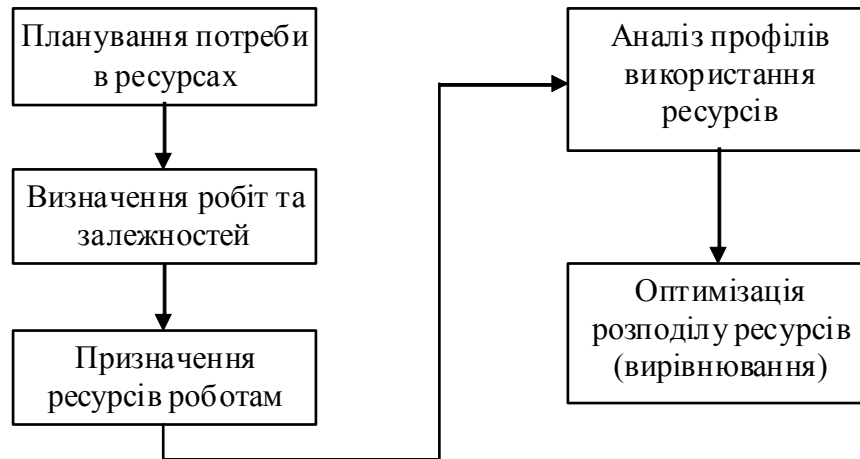 Планування потреби
в ресурсах
Визначення робіт та
залежностей
Призначення
ресурсів роботам
Аналіз профілів
використання
ресурсів
Оптимізація
розподілу ресурсів
(вирівнювання)